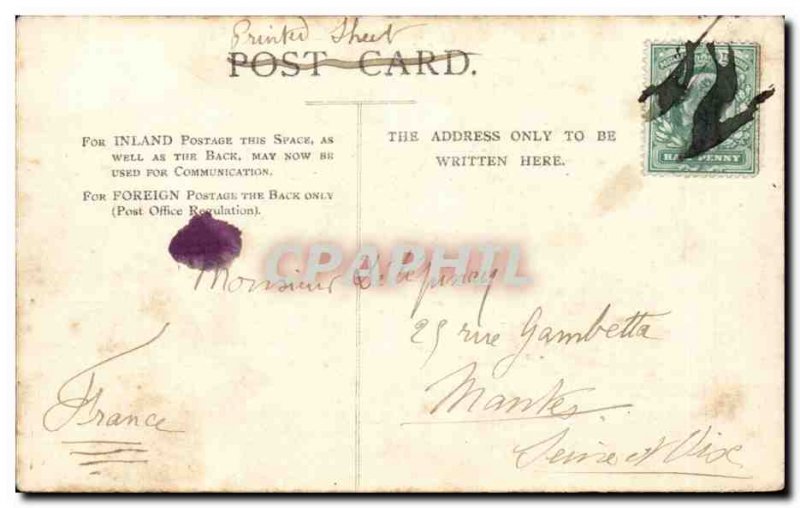 Printed Sheet
POST CARD.
FOR INLAND POSTAGE THIS SPACE, AS
WELL AS THE BACK, MAY NOW BE
USED FOR COMMUNICATION.
FOR FOREIGN POSTAGE THE BACK ONLY
(Post Office Regulation).
THE ADDRESS ONLY TO BE
WRITTEN HERE.
HALFPENNY
CPARPHIL
Monsieur
25 rue Gambetta
Mantes
Seine et Oise
France